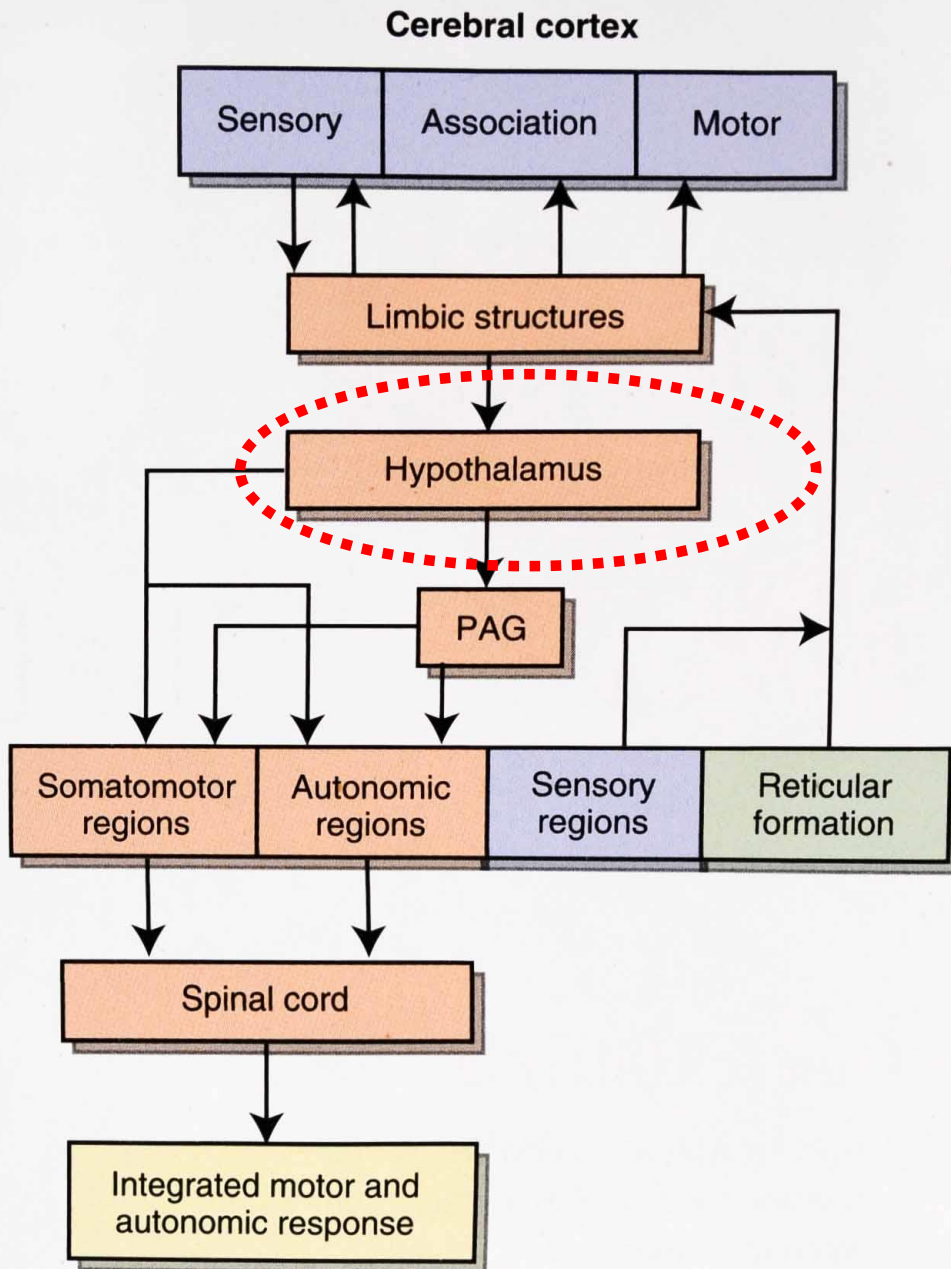 Cerebral cortex
Sensory
Association
Motor
Limbic structures
Hypothalamus
PAG
Somatomotor
regions
Autonomic
regions
Sensory
regions
Reticular
formation
Spinal cord
Integrated motor and
autonomic response